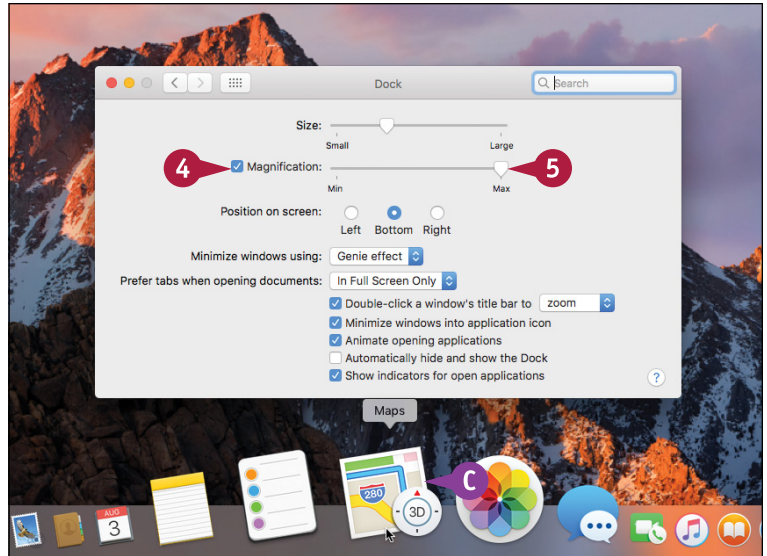 Dock
Search
Size:
Small Large
4 Magnification: 5
Min Max
Position on screen:
Left Bottom Right
Minimize windows using: Genie effect
Prefer tabs when opening documents: In Full Screen Only
Double-click a window's title bar to zoom
Minimize windows into application icon
Animate opening applications
Automatically hide and show the Dock
Show indicators for open applications
?
Maps
C
280
3D
AUG
3